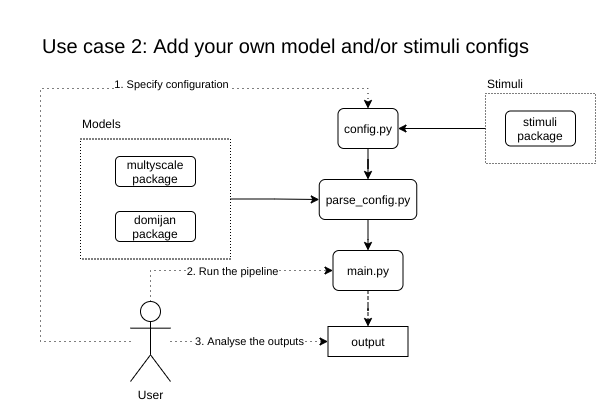 Use case 2: Add your own model and/or stimuli configs
1. Specify configuration
Stimuli
Models
config.py
stimuli
package
multyscale
package
parse_config.py
domijan
package
2. Run the pipeline
main.py
3. Analyse the outputs
output
User